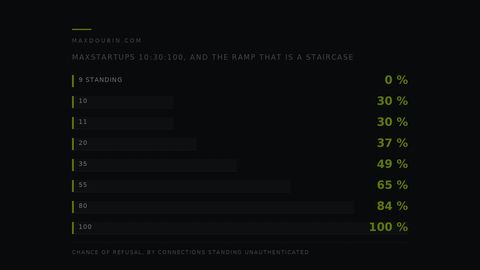 MAXDOURIN.COM
MAXSTARTUPS 10:30:100, AND THE RAMP THAT IS A STAIRCASE
9 STANDING 0 %
10 30 %
11 30 %
20 37 %
35 49 %
55 65 %
80 84 %
100 100 %
CHANCE OF REFUSAL, BY CONNECTIONS STANDING UNAUTHENTICATED